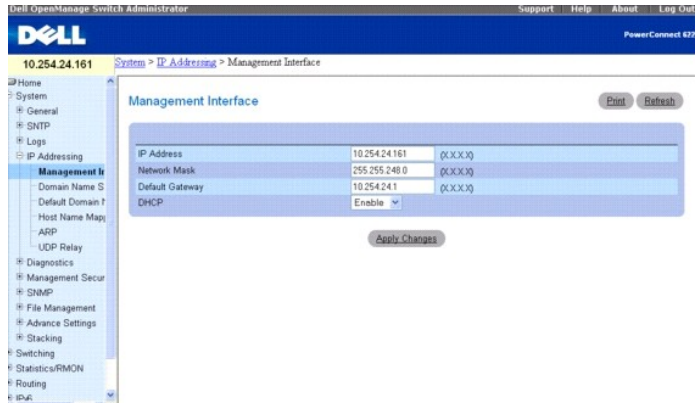 Dell OpenManage Switch Administrator Support Help About Log Out
DELL
PowerConnect 622
10.254.24.161
System > IP Addressing > Management Interface
Home
System
General
SNTP
Logs
IP Addressing
Management In
Domain Name S
Default Domain N
Host Name Mapp
ARP
UDP Relay
Diagnostics
Management Secur
SNMP
File Management
Advance Settings
Stacking
Switching
Statistics/RMON
Routing
IPv6
Management Interface
Print Refresh
IP Address 10.254.24.161 (X.X.X.X)
Network Mask 255.255.248.0 (X.X.X.X)
Default Gateway 10.254.24.1 (X.X.X.X)
DHCP Enable
Apply Changes